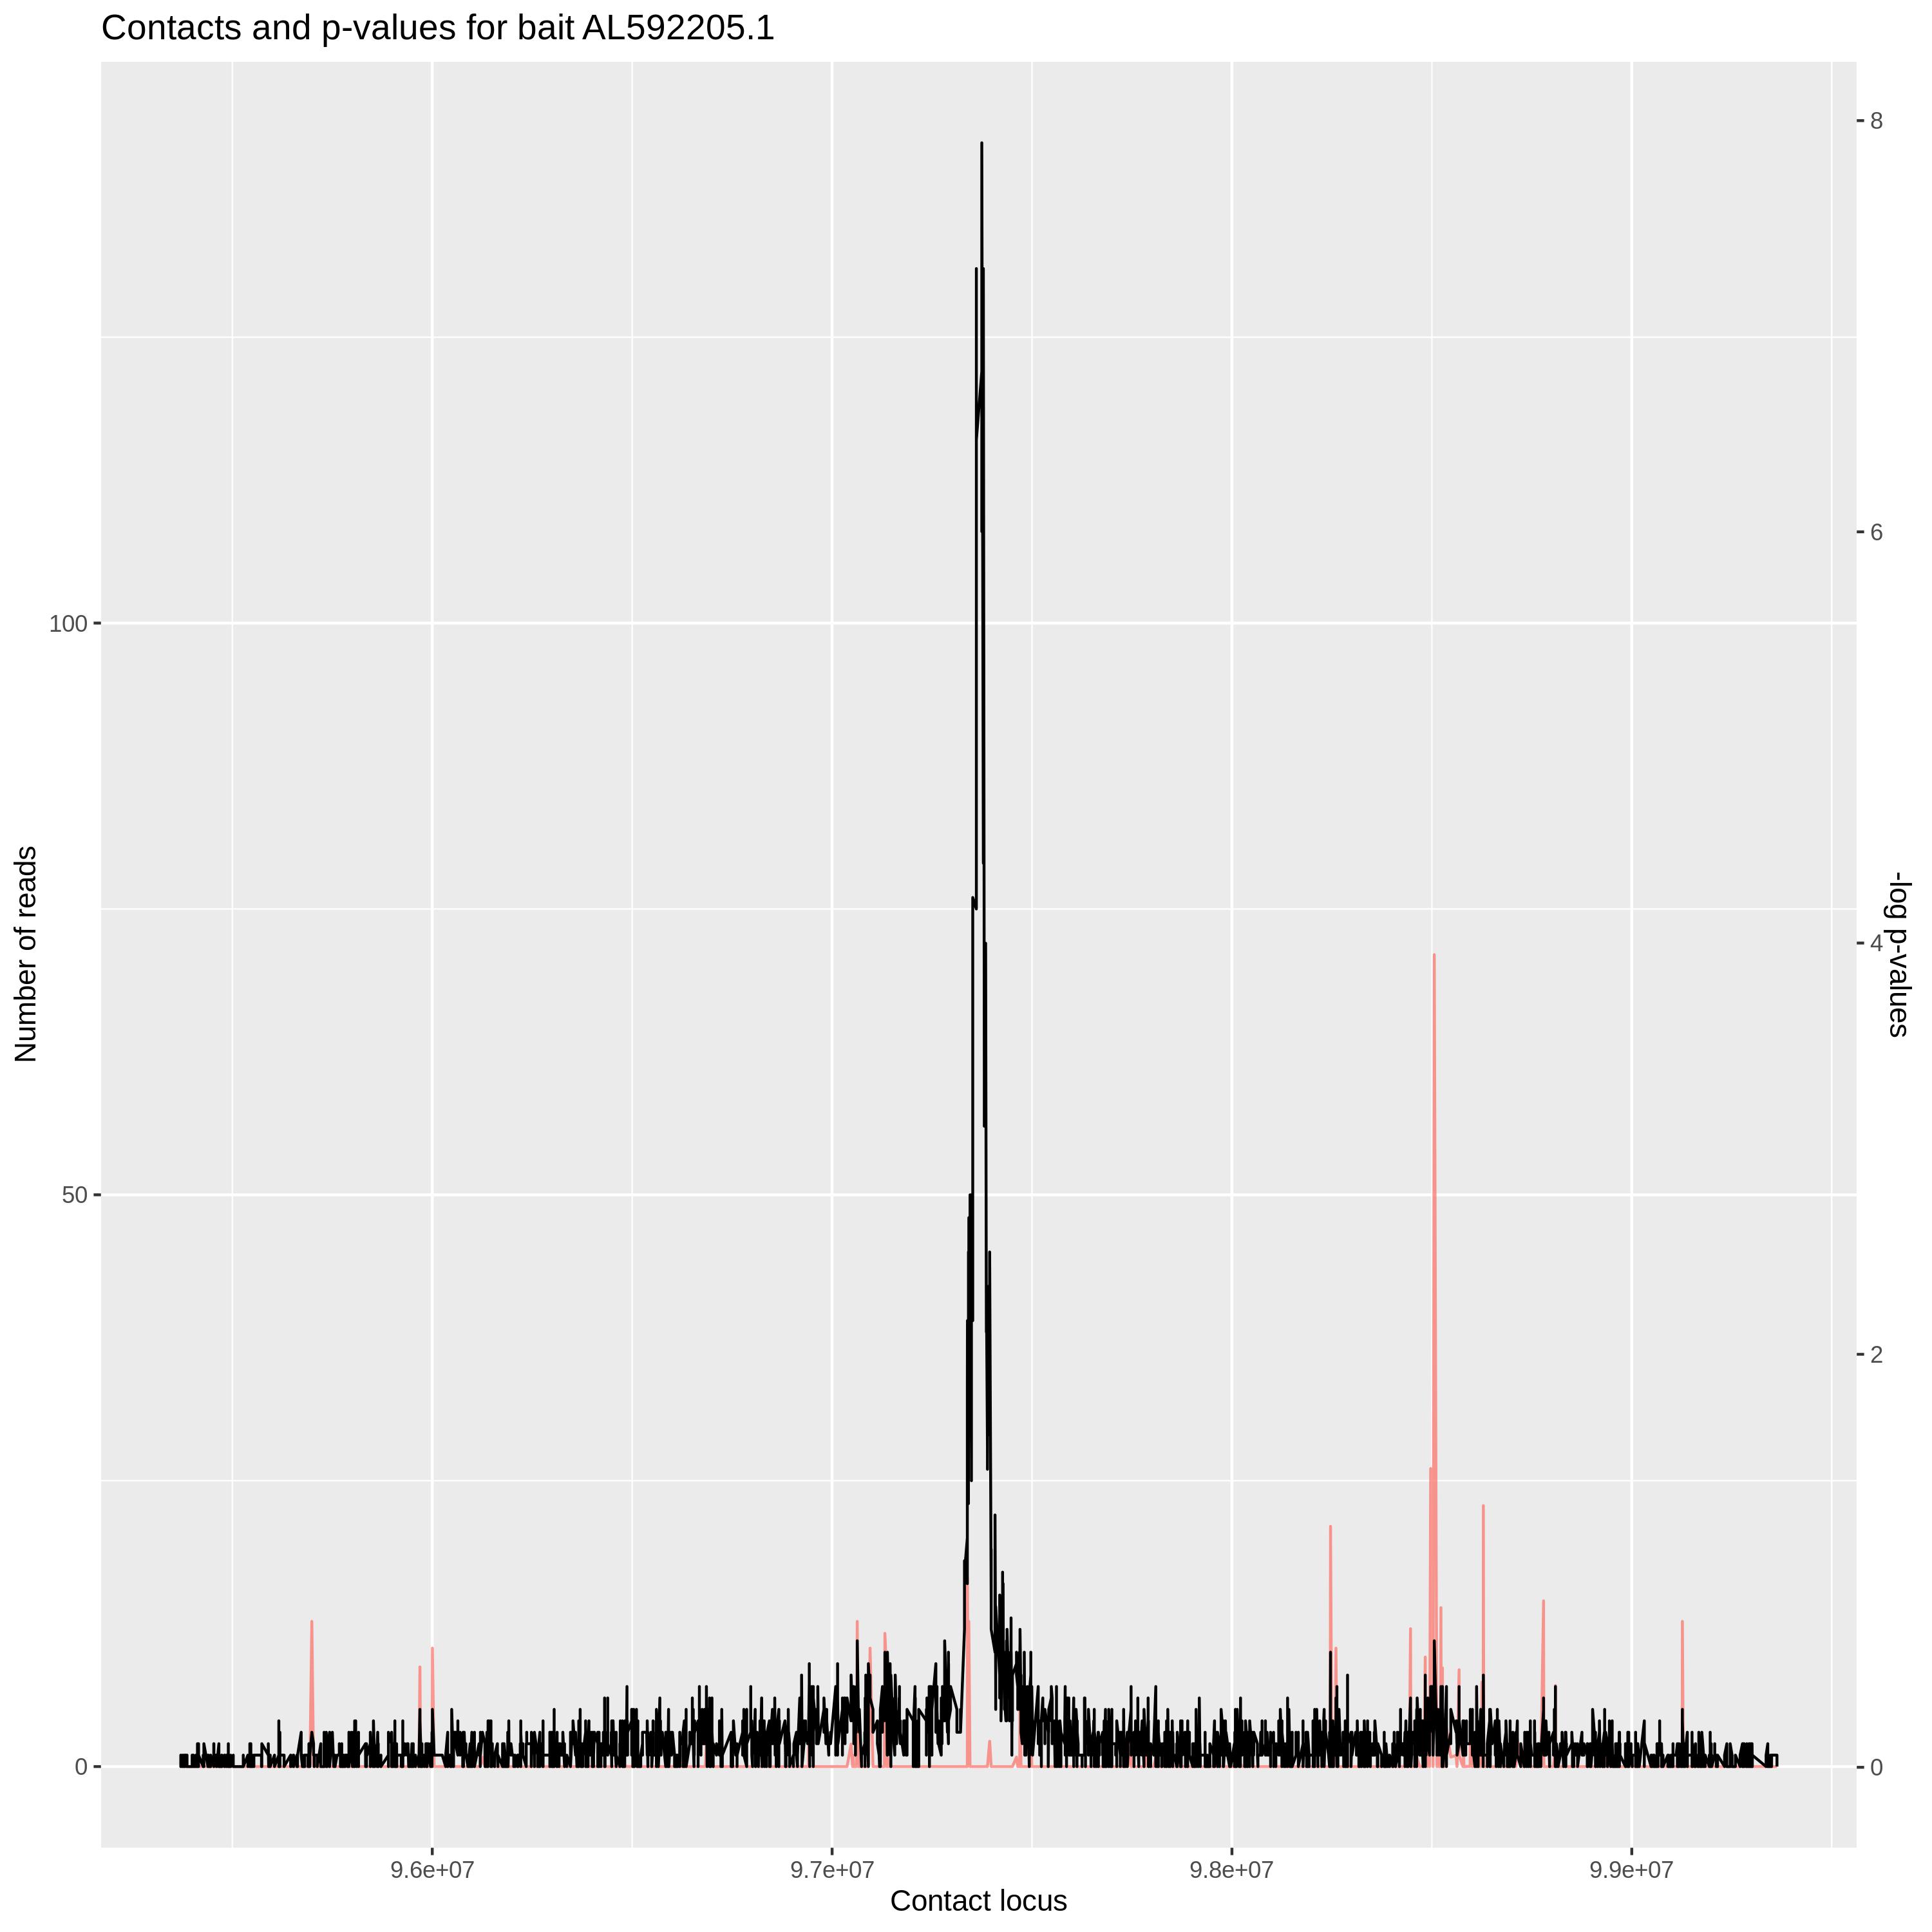 Contacts and p-values for bait AL592205.1
8
6
100
4
50
2
0
0
Number of reads
-log p-values
9.6e+07
9.7e+07
9.8e+07
9.9e+07
Contact locus